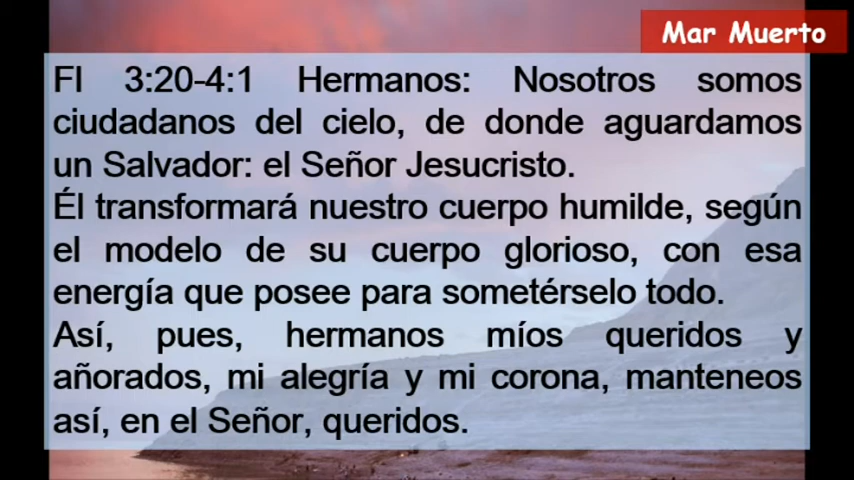 Mar Muerto
Fl 3:20-4:1 Hermanos: Nosotros somos
ciudadanos del cielo, de donde aguardamos
un Salvador: el Señor Jesucristo.
Él transformará nuestro cuerpo humilde, según
el modelo de su cuerpo glorioso, con esa
energía que posee para sometérselo todo.
Así, pues, hermanos míos queridos y
añorados, mi alegría y mi corona, manteneos
así, en el Señor, queridos.